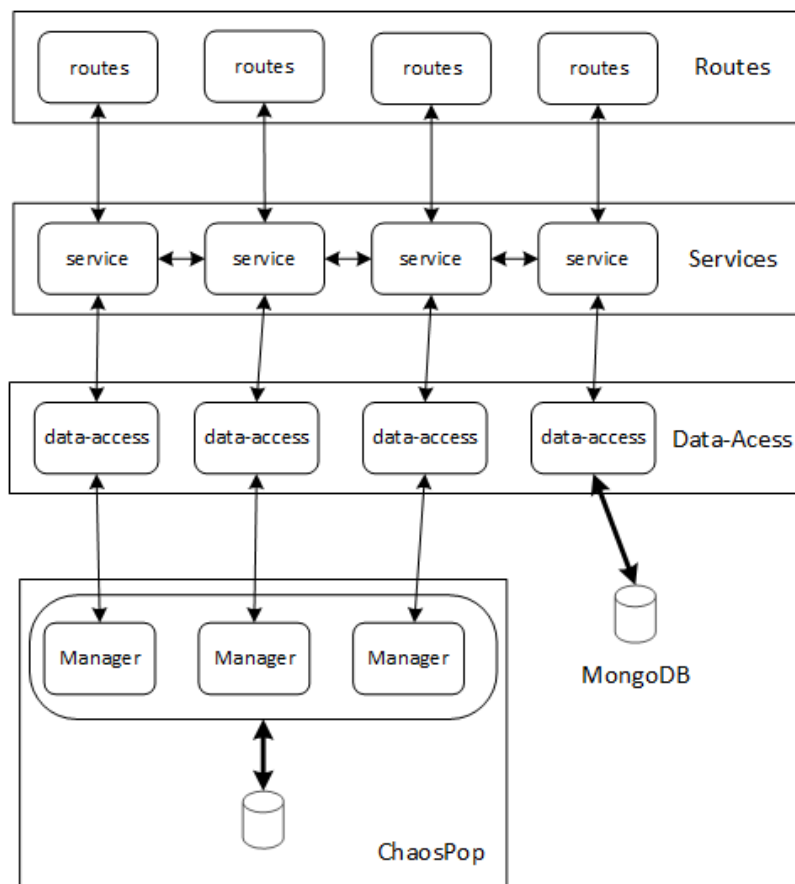 routes routes routes routes Routes
service service service service Services
data-access data-access data-access data-access Data-Acess
Manager Manager Manager
MongoDB
ChaosPop